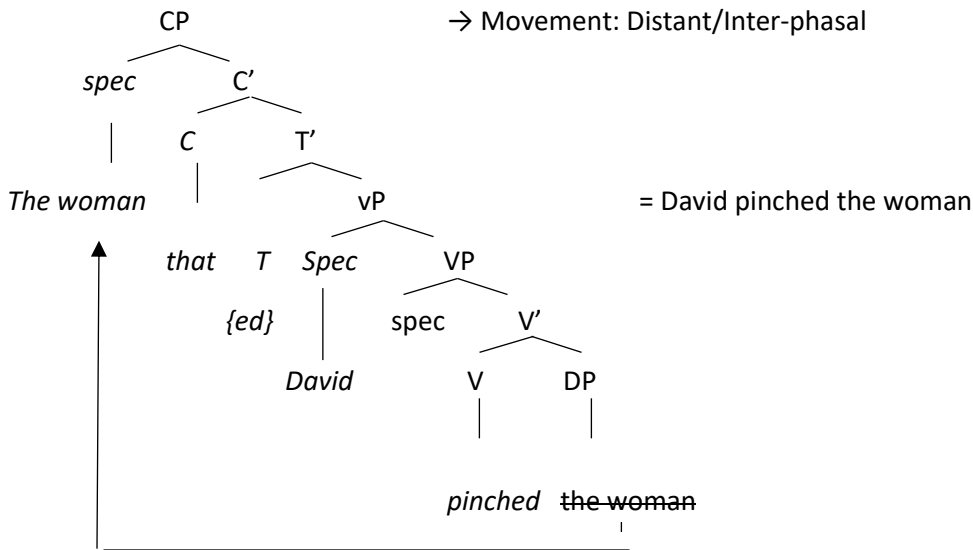 CP → Movement: Distant/Inter-phasal
spec C’
C T’
The woman vP = David pinched the woman
that T Spec VP
{ed} spec V’
David V DP
pinched the woman